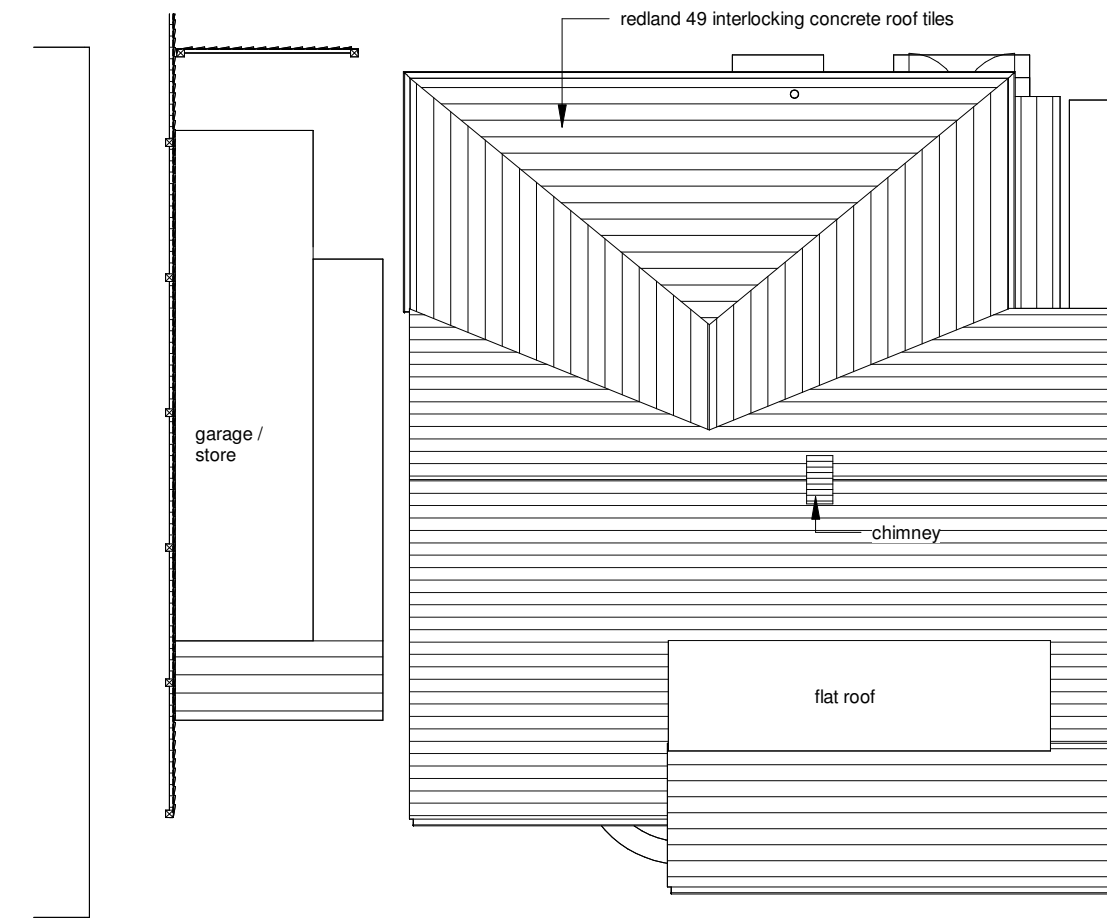 redland 49 interlocking concrete roof tiles
garage /
store
chimney
flat roof